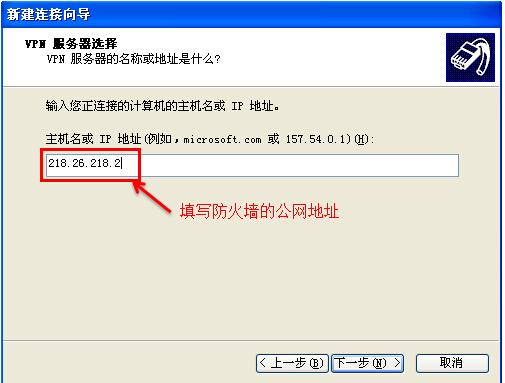 新建连接向导
VPN 服务器选择
VPN 服务器的名称或地址是什么?
输入您正连接的计算机的主机名或 IP 地址。
主机名或 IP 地址(例如，microsoft.com 或 157.54.0.1)(H):
218.26.218.2
填写防火墙的公网地址
< 上一步(B) 下一步(N) > 取消